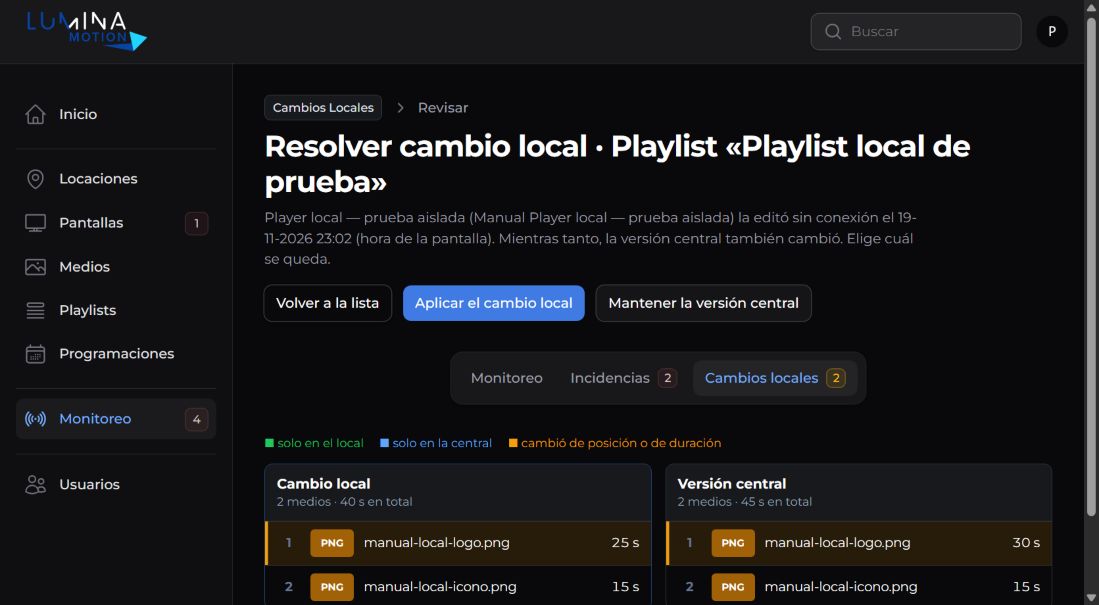 LUMINA
MOTION
Buscar
P
Inicio
Locaciones
Pantallas 1
Medios
Playlists
Programaciones
Monitoreo 4
Usuarios
Cambios Locales > Revisar
Resolver cambio local · Playlist «Playlist local de
prueba»
Player local — prueba aislada (Manual Player local — prueba aislada) la editó sin conexión el 19-
11-2026 23:02 (hora de la pantalla). Mientras tanto, la versión central también cambió. Elige cuál
se queda.
Volver a la lista
Aplicar el cambio local
Mantener la versión central
Monitoreo
Incidencias 2
Cambios locales 2
solo en el local
solo en la central
cambió de posición o de duración
Cambio local
2 medios · 40 s en total
1 PNG manual-local-logo.png 25 s
2 PNG manual-local-icono.png 15 s
Versión central
2 medios · 45 s en total
1 PNG manual-local-logo.png 30 s
2 PNG manual-local-icono.png 15 s